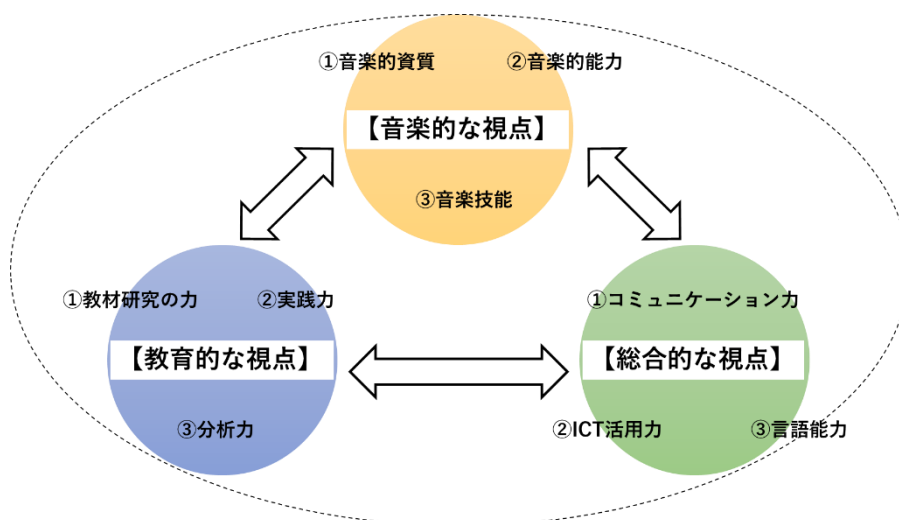 ①音楽的資質
②音楽的能力
【音楽的な視点】
③音楽技能
①教材研究の力
②実践力
【教育的な視点】
③分析力
①コミュニケーション力
【総合的な視点】
②ICT活用力
③言語能力